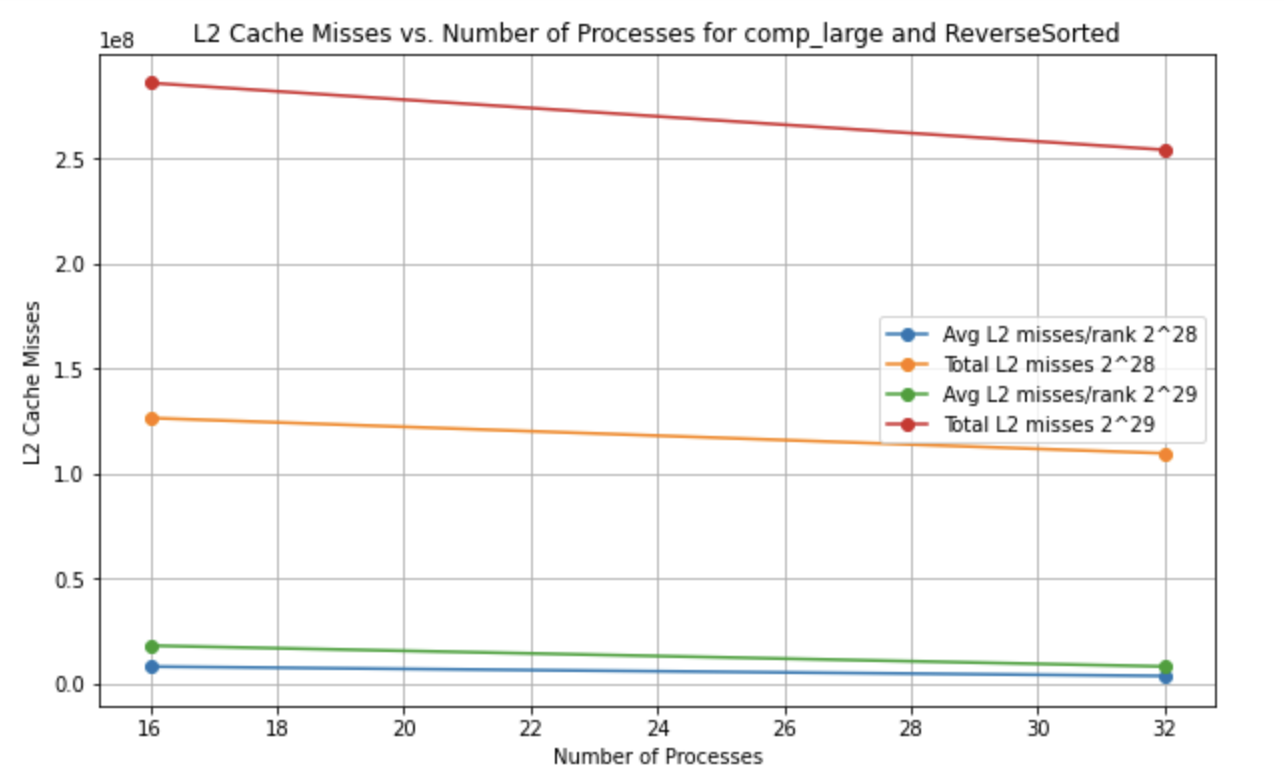 L2 Cache Misses vs. Number of Processes for comp_large and ReverseSorted
1e8
2.5
2.0
1.5
1.0
0.5
0.0
L2 Cache Misses
Avg L2 misses/rank 2^28
Total L2 misses 2^28
Avg L2 misses/rank 2^29
Total L2 misses 2^29
16 18 20 22 24 26 28 30 32
Number of Processes